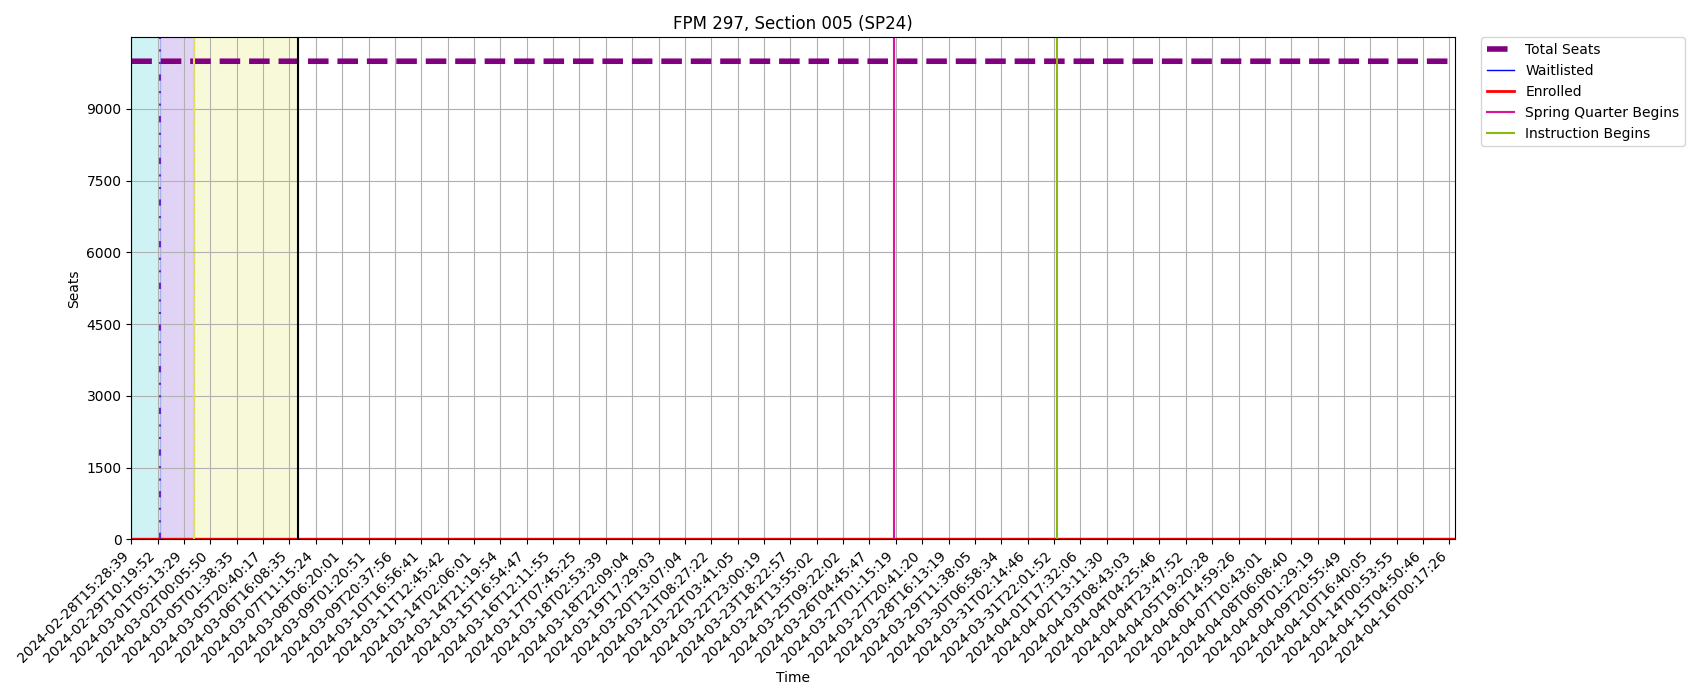 FPM 297, Section 005 (SP24)
Total Seats
Waitlisted
Enrolled
Spring Quarter Begins
Instruction Begins
9000
7500
6000
4500
3000
1500
0
Seats
2024-02-28T15:28:39
2024-02-29T10:19:52
2024-03-01T05:13:29
2024-03-02T00:05:50
2024-03-05T01:38:35
2024-03-05T20:40:17
2024-03-06T16:08:35
2024-03-07T11:15:24
2024-03-08T06:20:01
2024-03-09T01:20:51
2024-03-09T20:37:56
2024-03-10T16:56:41
2024-03-11T12:45:42
2024-03-14T02:06:01
2024-03-14T21:19:54
2024-03-15T16:54:47
2024-03-16T12:11:55
2024-03-17T07:45:25
2024-03-18T02:53:39
2024-03-18T22:09:04
2024-03-19T17:29:03
2024-03-20T13:07:04
2024-03-21T08:27:22
2024-03-22T03:41:05
2024-03-22T23:00:19
2024-03-23T18:22:57
2024-03-24T13:55:02
2024-03-25T09:22:02
2024-03-26T04:45:47
2024-03-27T01:15:19
2024-03-27T20:41:20
2024-03-28T16:13:19
2024-03-29T11:38:05
2024-03-30T06:58:34
2024-03-31T02:14:46
2024-03-31T22:01:52
2024-04-01T17:32:06
2024-04-02T13:11:30
2024-04-03T08:43:03
2024-04-04T04:25:46
2024-04-04T23:47:52
2024-04-05T19:20:28
2024-04-06T14:59:26
2024-04-07T10:43:01
2024-04-08T06:08:40
2024-04-09T01:29:19
2024-04-09T20:55:49
2024-04-10T16:40:05
2024-04-14T00:53:55
2024-04-15T04:50:46
2024-04-16T00:17:26
Time